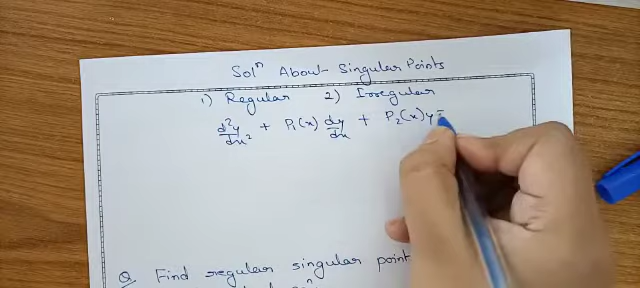 Solⁿ About Singular Points
1) Regular 2) Irregular
d²y/dx² + P₁(x) dy/dx + P₂(x)y =
Q Find regular singular point